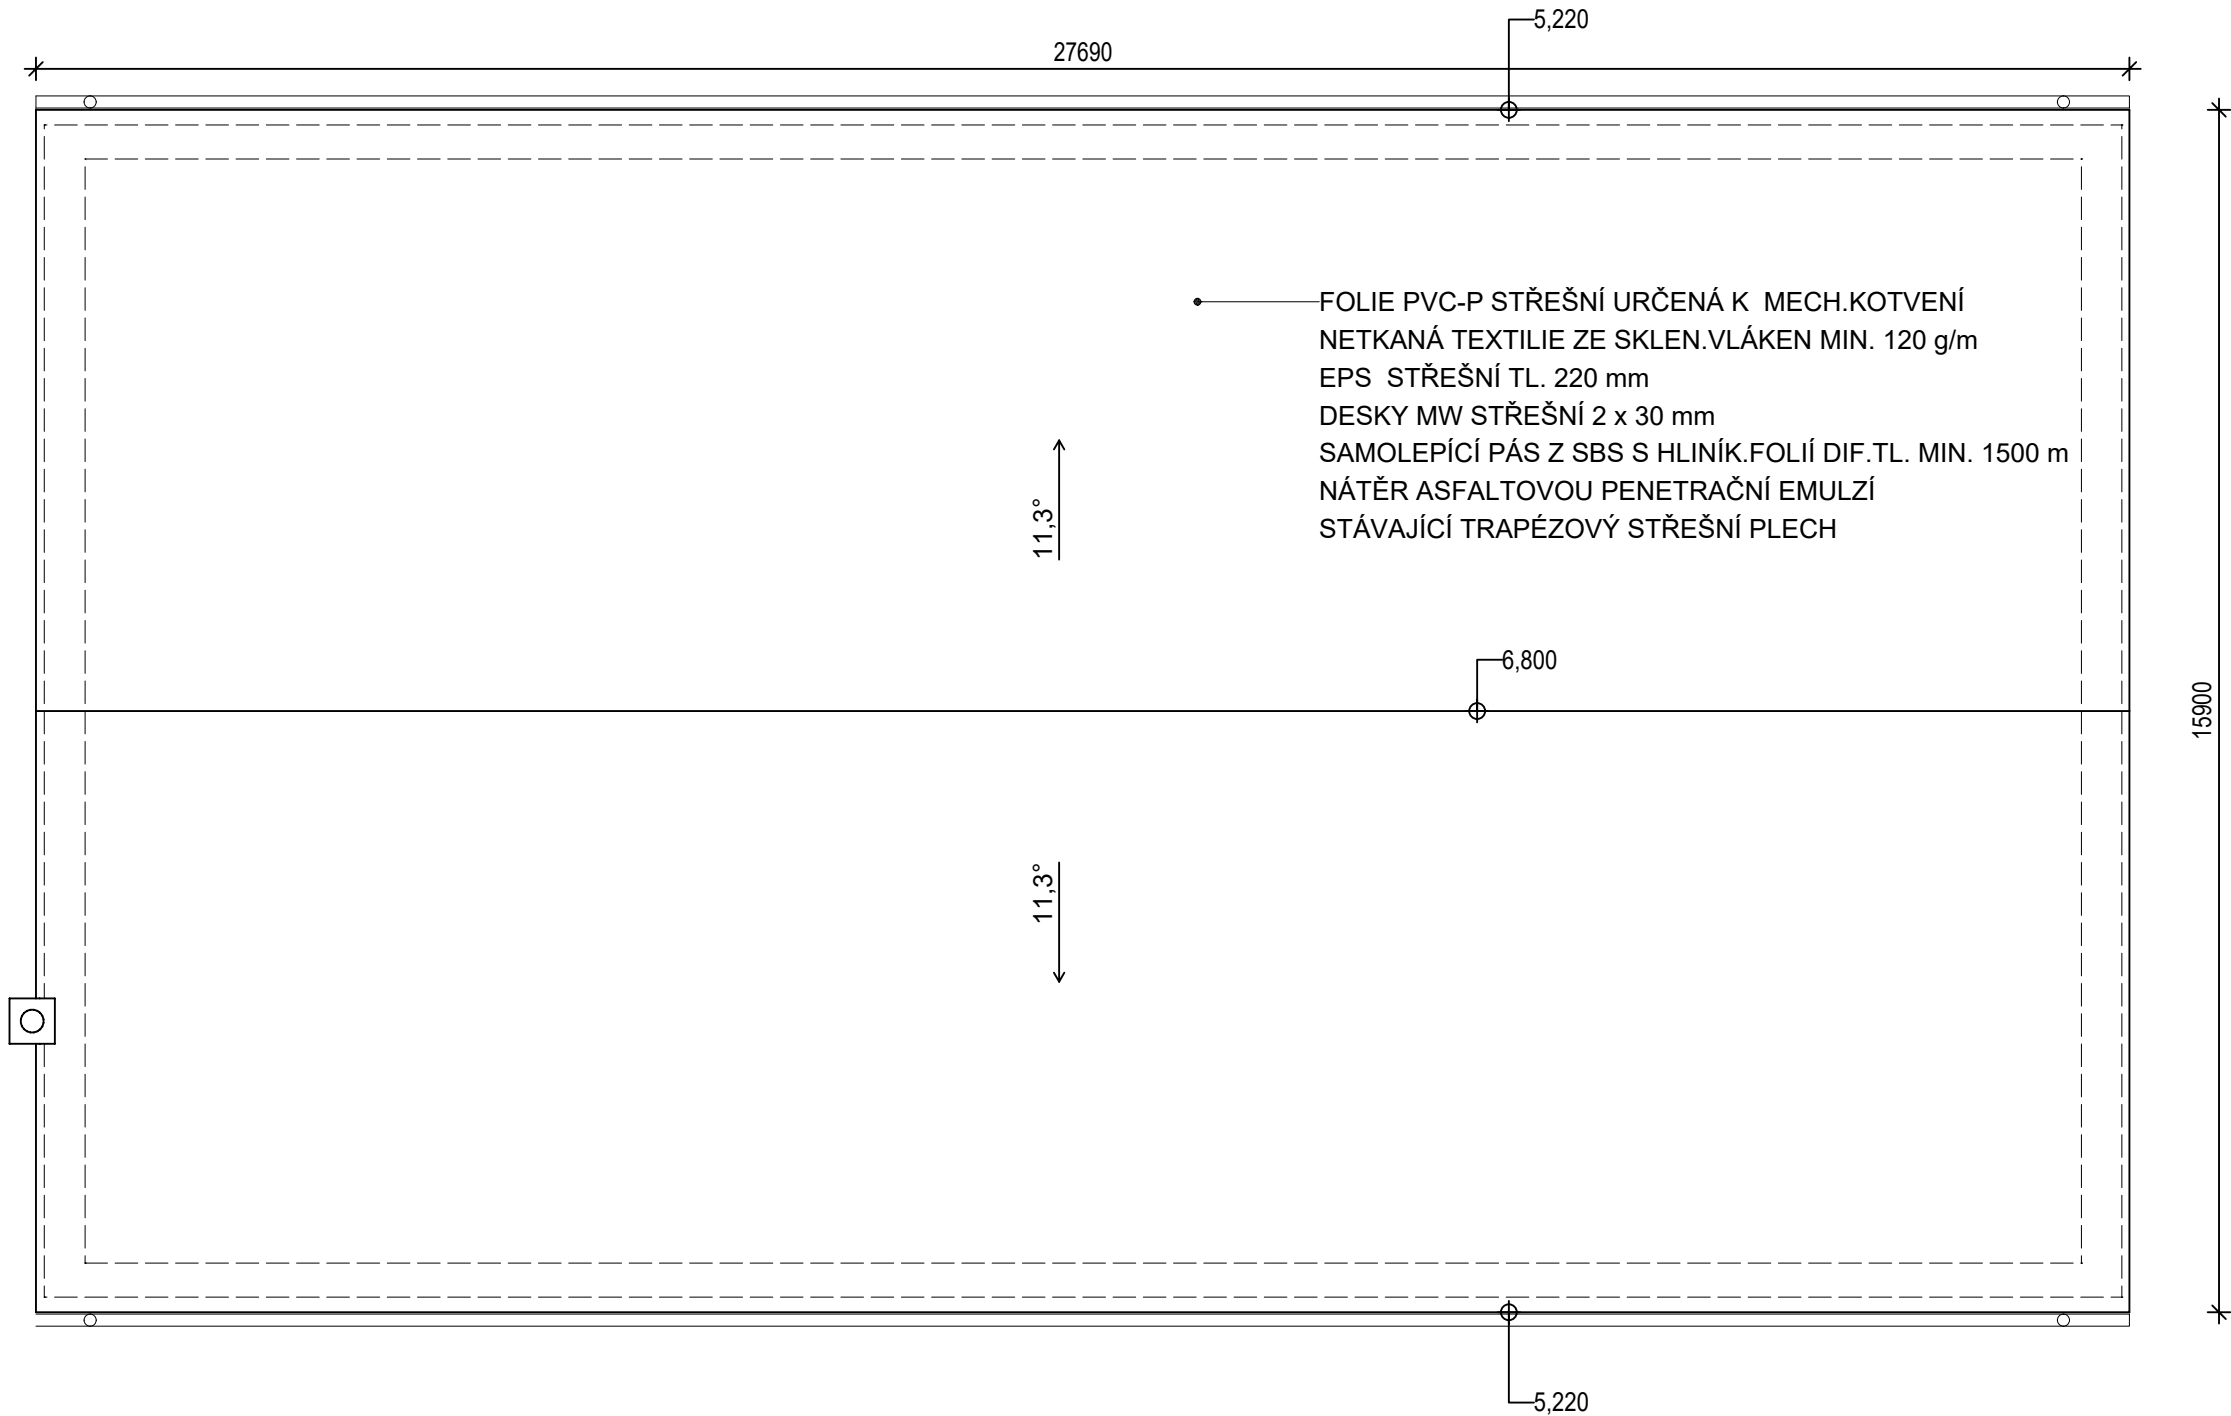 5,220
27690
FOLIE PVC-P STŘEŠNÍ URČENÁ K  MECH.KOTVENÍ
NETKANÁ TEXTILIE ZE SKLEN.VLÁKEN MIN. 120 g/m
EPS  STŘEŠNÍ TL. 220 mm
DESKY MW STŘEŠNÍ 2 x 30 mm
SAMOLEPÍCÍ PÁS Z SBS S HLINÍK.FOLIÍ DIF.TL. MIN. 1500 m
NÁTĚR ASFALTOVOU PENETRAČNÍ EMULZÍ
STÁVAJÍCÍ TRAPÉZOVÝ STŘEŠNÍ PLECH
11,3°
6,800
15900
11,3°
5,220